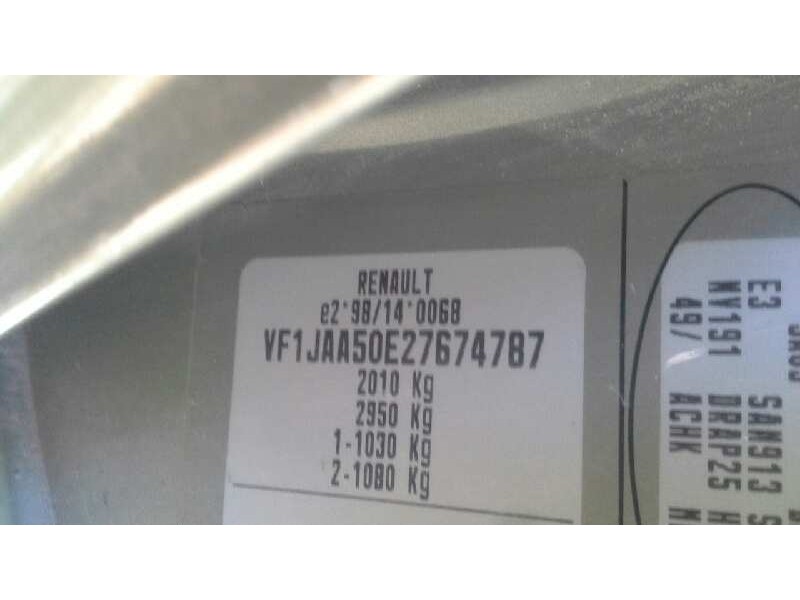 RENAULT
e2*98/14*0068
VF1JAA50E27674787
2010 Kg
2950 Kg
1-1030 Kg
2-1080 Kg
E3 SAN913
NV191 DRAP25
49/ ACHK